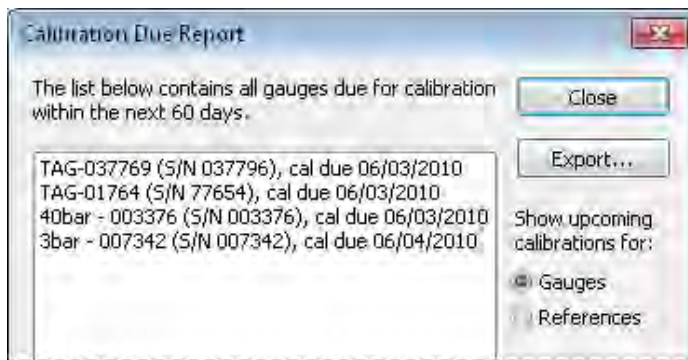 Calibration Due Report
The list below contains all gauges due for calibration
within the next 60 days.
Close
Export...
TAG-037769 (S/N 037796), cal due 06/03/2010
TAG-01764 (S/N 77654), cal due 06/03/2010
40bar - 003376 (S/N 003376), cal due 06/03/2010
3bar - 007342 (S/N 007342), cal due 06/04/2010
Show upcoming
calibrations for:
Gauges
References